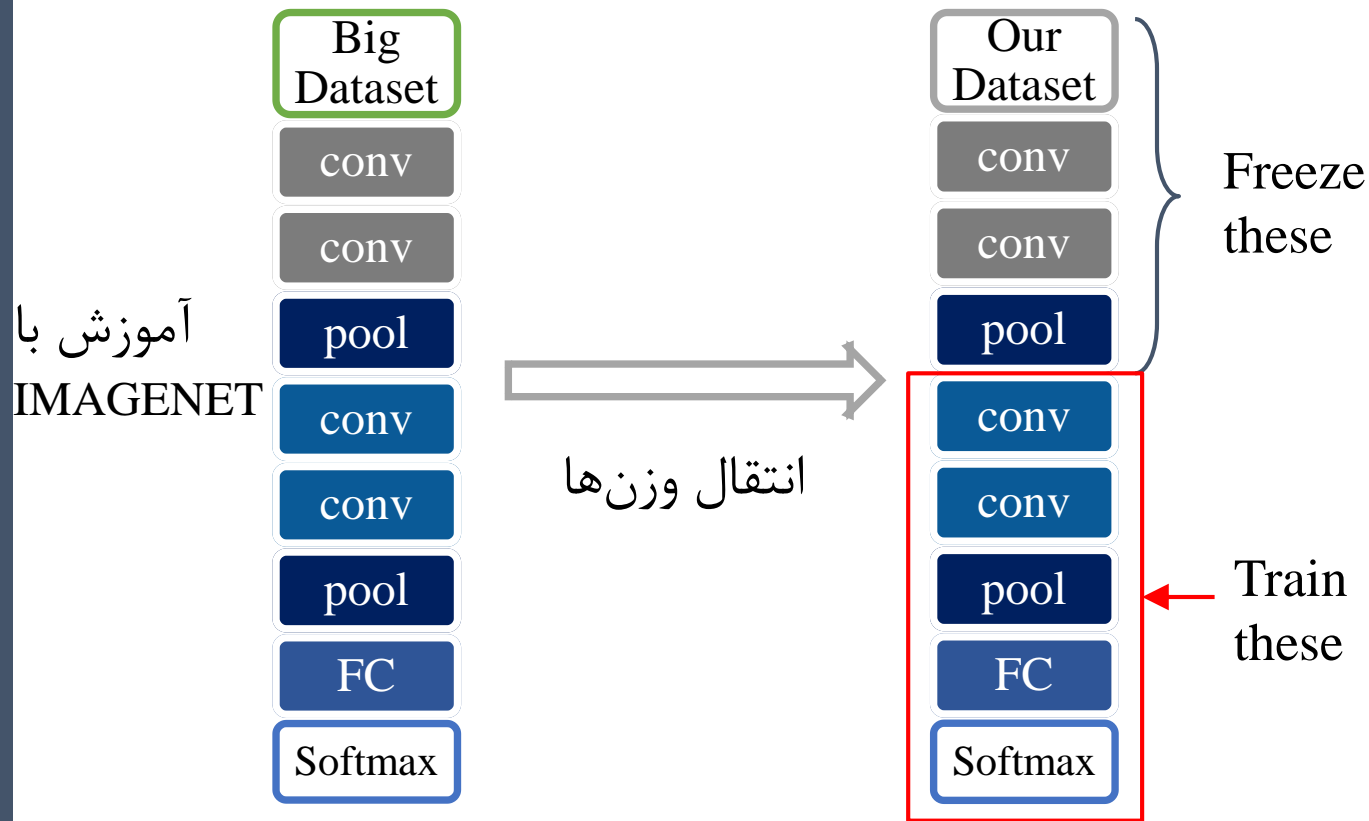 Big
Dataset
conv
conv
pool
conv
conv
pool
FC
Softmax
آموزش با
IMAGENET
انتقال وزن‌ها
Our
Dataset
conv
conv
pool
conv
conv
pool
FC
Softmax
Freeze
these
Train
these